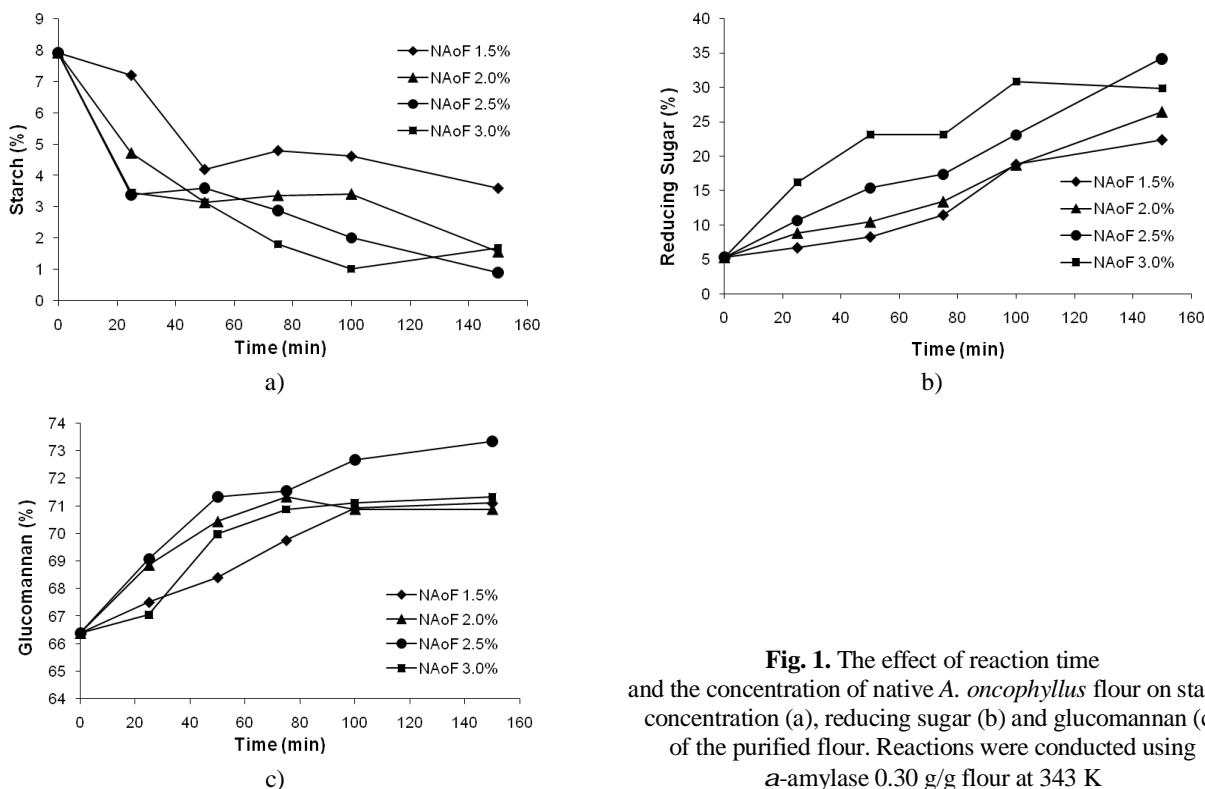 9
8
7
6
5
4
3
2
1
0
Starch (%)
NAoF 1.5%
NAoF 2.0%
NAoF 2.5%
NAoF 3.0%
0 20 40 60 80 100 120 140 160
Time (min)
a)
40
35
30
25
20
15
10
5
0
Reducing Sugar (%)
NAoF 1.5%
NAoF 2.0%
NAoF 2.5%
NAoF 3.0%
0 20 40 60 80 100 120 140 160
Time (min)
b)
74
73
72
71
70
69
68
67
66
65
64
Glucomannan (%)
NAoF 1.5%
NAoF 2.0%
NAoF 2.5%
NAoF 3.0%
0 20 40 60 80 100 120 140 160
Time (min)
c)
Fig. 1. The effect of reaction time
and the concentration of native A. oncophyllus flour on sta
concentration (a), reducing sugar (b) and glucomannan (c
of the purified flour. Reactions were conducted using
a-amylase 0.30 g/g flour at 343 K